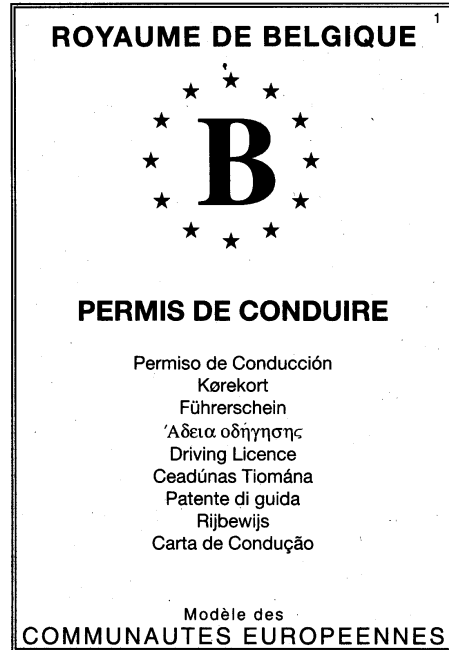 1
ROYAUME DE BELGIQUE
B
PERMIS DE CONDUIRE
Permiso de Conducción
Kørekort
Führerschein
Άδεια οδήγησης
Driving Licence
Ceadúnas Tiomána
Patente di guida
Rijbewijs
Carta de Condução
Modèle des
COMMUNAUTES EUROPEENNES